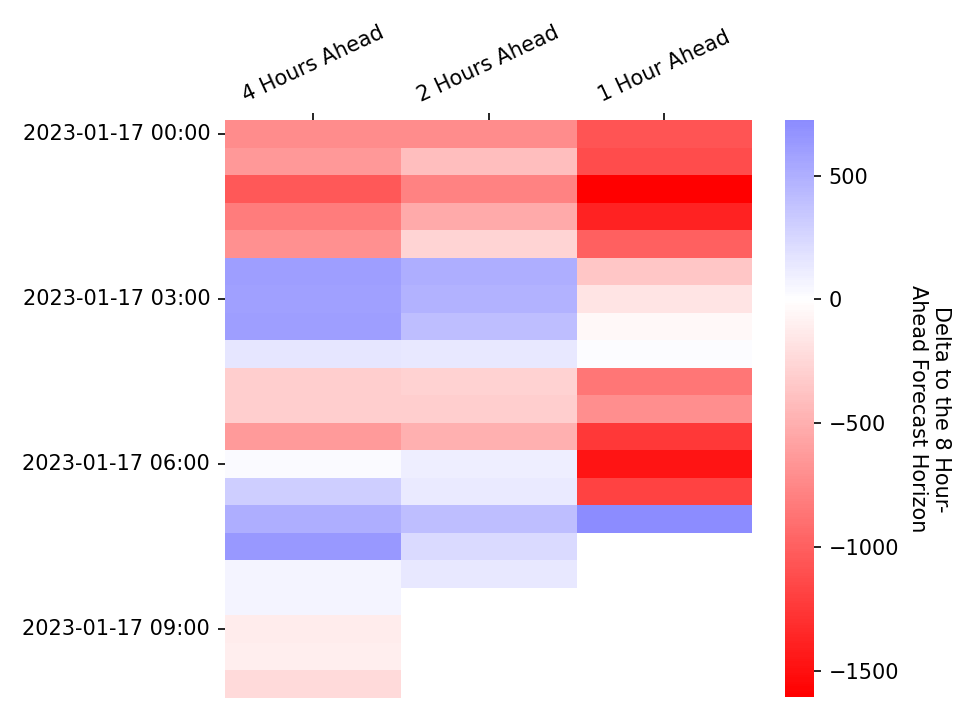 4 Hours Ahead
2 Hours Ahead
1 Hour Ahead
2023-01-17 00:00
2023-01-17 03:00
2023-01-17 06:00
2023-01-17 09:00
500
0
−500
−1000
−1500
Delta to the 8 Hour-
Ahead Forecast Horizon